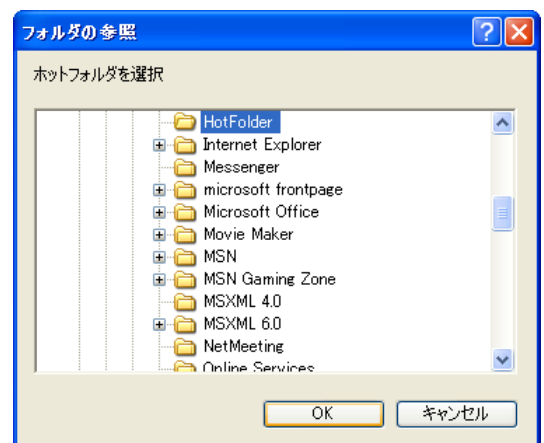 フォルダの参照
ホットフォルダを選択
HotFolder
Internet Explorer
Messenger
microsoft frontpage
Microsoft Office
Movie Maker
MSN
MSN Gaming Zone
MSXML 4.0
MSXML 6.0
NetMeeting
Online Services
OK
キャンセル